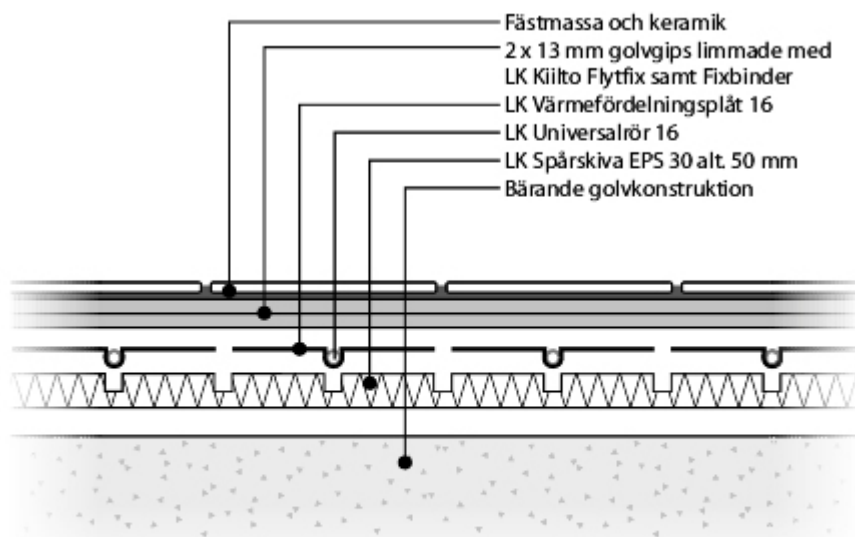 Fästmassa och keramik
2 x 13 mm golvgips limmade med
LK Kiilto Flytfix samt Fixbinder
LK Värmefördelningsplåt 16
LK Universalrör 16
LK Spårskiva EPS 30 alt. 50 mm
Bärande golvkonstruktion